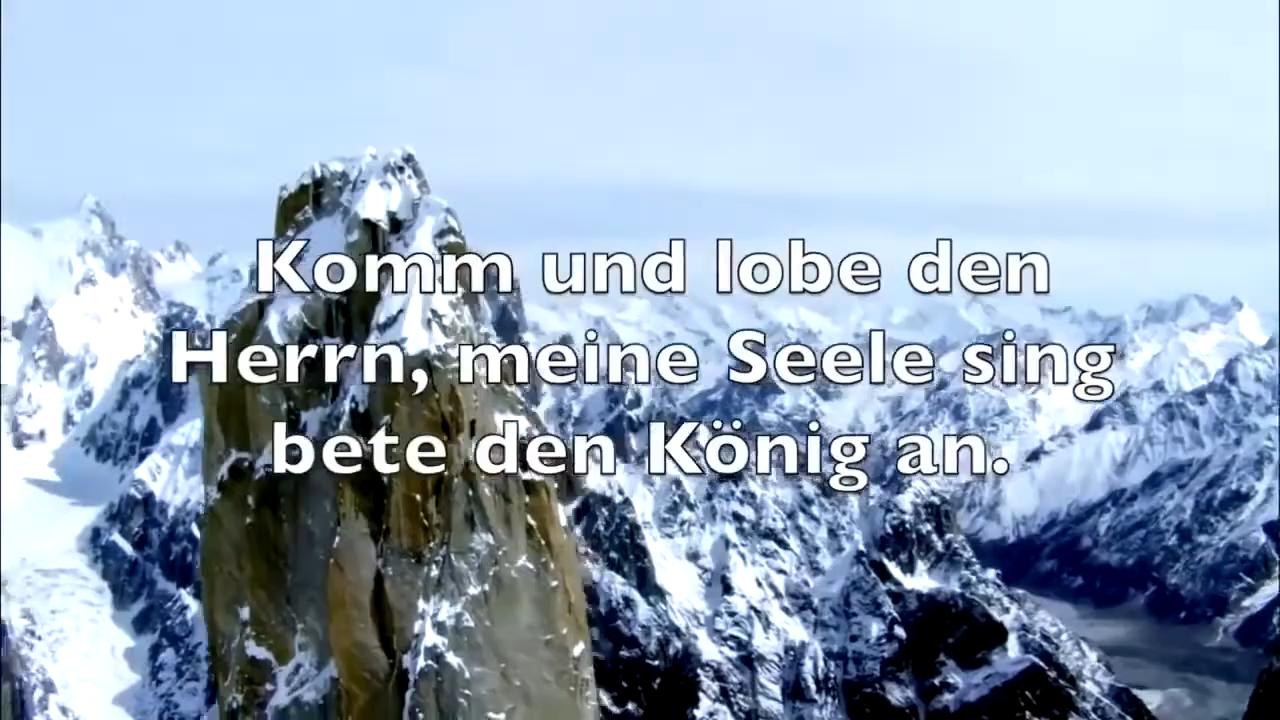 Komm und lobe den
Herrn, meine Seele sing
bete den König an.